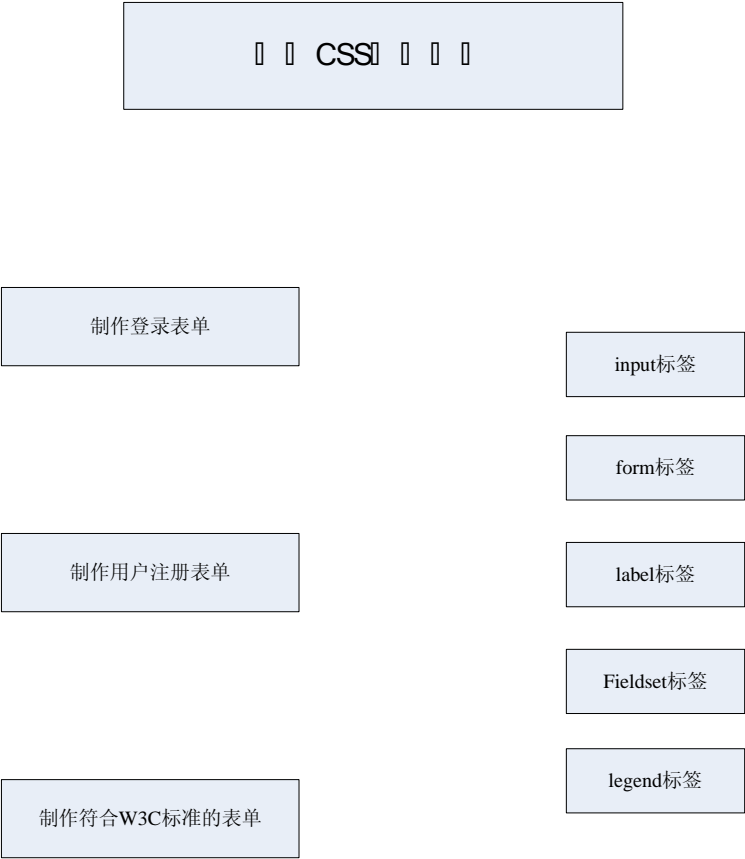 CSS
制作登录表单
input标签
form标签
制作用户注册表单
label标签
Fieldset标签
legend标签
制作符合W3C标准的表单